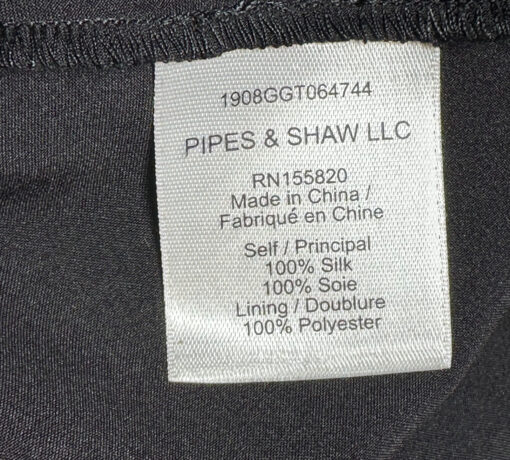 1908GGT064744
PIPES & SHAW LLC
RN155820
Made in China /
Fabriqué en Chine
Self / Principal
100% Silk
100% Soie
Lining / Doublure
100% Polyester